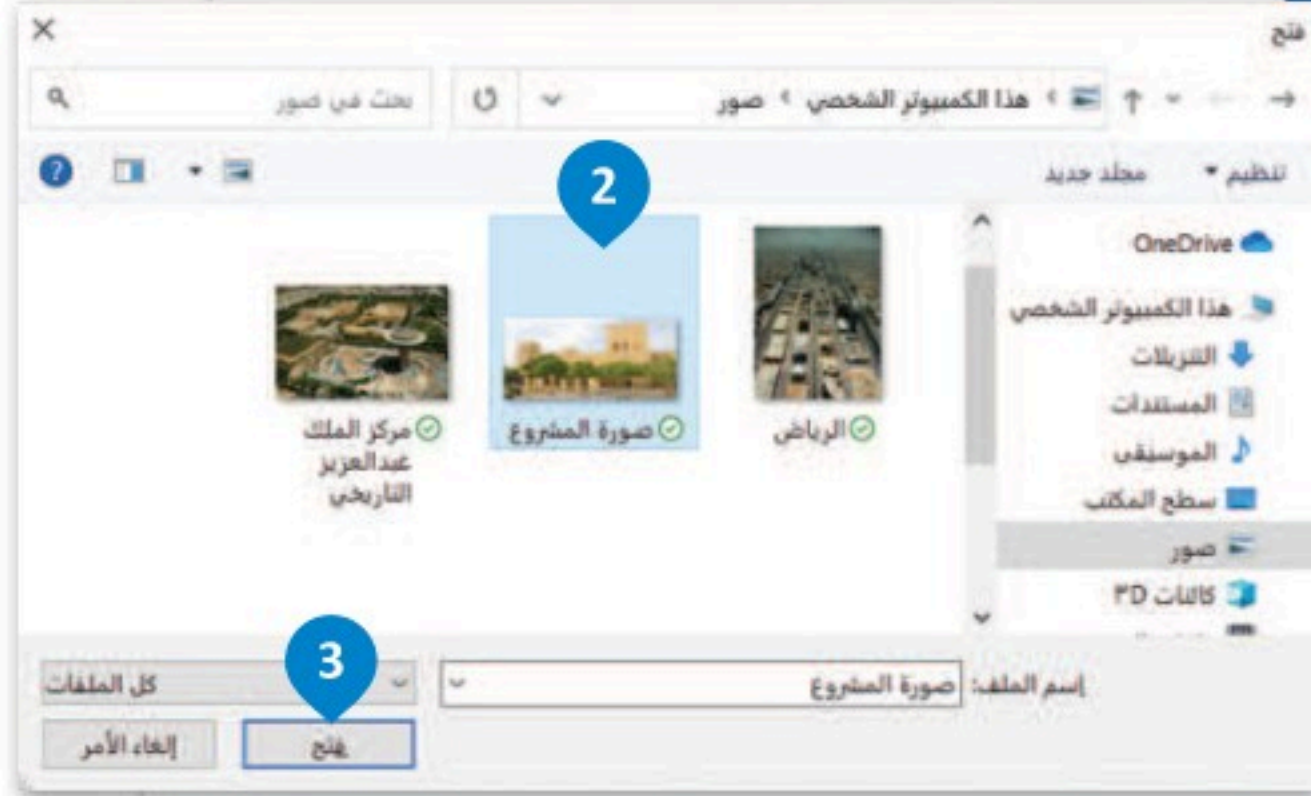 فتح
هذا الكمبيوتر الشخصي › صور
بحث في صور
تنظيم
مجلد جديد
?
OneDrive
هذا الكمبيوتر الشخصي
التنزيلات
المستندات
الموسيقى
سطح المكتب
صور
كائنات ٣D
2
الرياض
صورة المشروع
مركز الملك
عبدالعزيز
التاريخي
إسم الملف:
صورة المشروع
كل الملفات
3
فتح
إلغاء الأمر